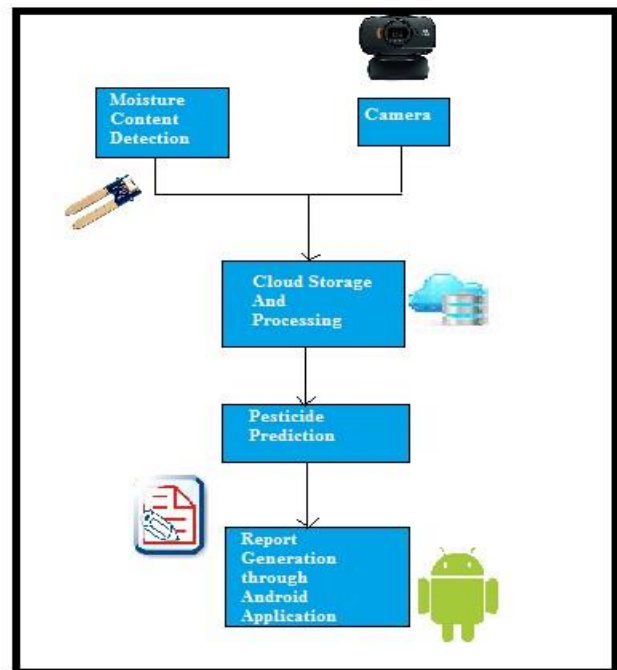 Moisture
Content
Detection
Camera
Cloud Storage
And
Processing
Pesticide
Prediction
Report
Generation
through
Android
Application